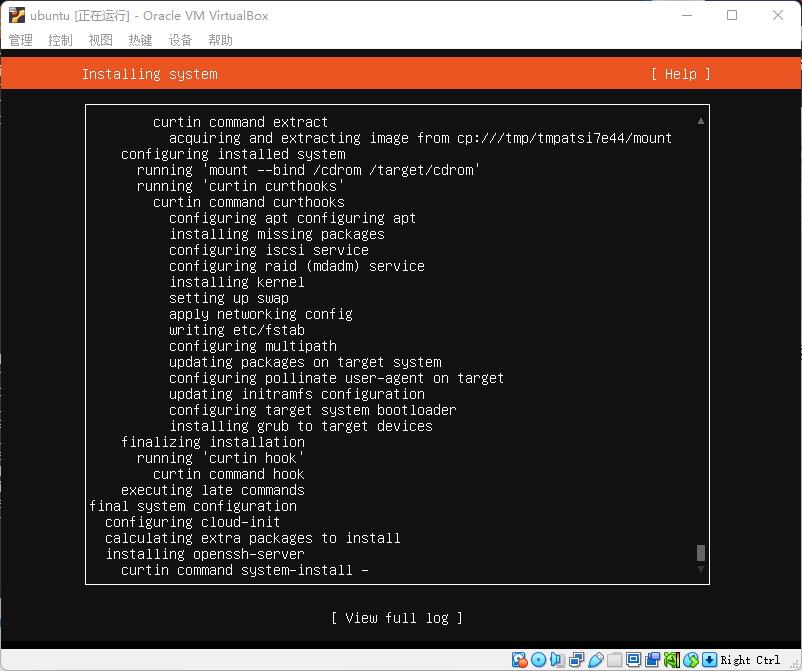 ubuntu [正在运行] - Oracle VM VirtualBox
管理 控制 视图 热键 设备 帮助
Installing system [ Help ]
curtin command extract
acquiring and extracting image from cp:///tmp/tmpatsi7e44/mount
configuring installed system
running 'mount --bind /cdrom /target/cdrom'
running 'curtin curthooks'
curtin command curthooks
configuring apt configuring apt
installing missing packages
configuring iscsi service
configuring raid (mdadm) service
installing kernel
setting up swap
apply networking config
writing etc/fstab
configuring multipath
updating packages on target system
configuring pollinate user-agent on target
updating initramfs configuration
configuring target system bootloader
installing grub to target devices
finalizing installation
running 'curtin hook'
curtin command hook
executing late commands
final system configuration
configuring cloud-init
calculating extra packages to install
installing openssh-server
curtin command system-install -
[ View full log ]
Right Ctrl